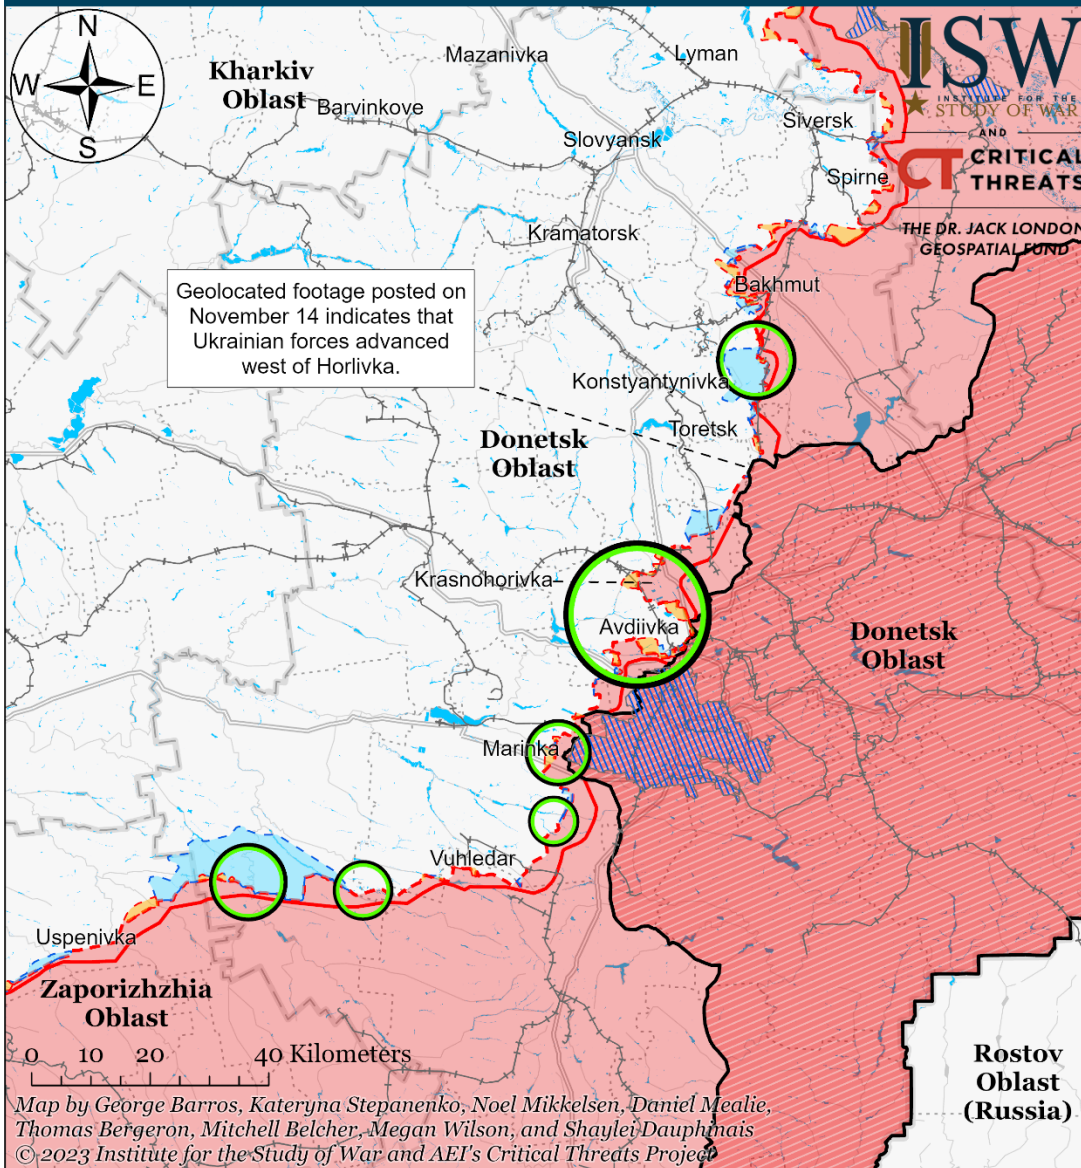 N
W
E
S
ISW
INSTITUTE FOR THE
STUDY OF WAR
AND
CT CRITICAL
THREATS
THE DR. JACK LONDON
GEOSPATIAL FUND
Mazanivka
Lyman
Kharkiv
Oblast
Barvinkove
Siversk
Slovyansk
Spirne
Kramatorsk
Bakhmut
Geolocated footage posted on
November 14 indicates that
Ukrainian forces advanced
west of Horlivka.
Konstyantynivka
Toretsk
Donetsk
Oblast
Krasnohorivka
Avdiivka
Donetsk
Oblast
Marinka
Vuhledar
Uspenivka
Zaporizhzhia
Oblast
0 10 20 40 Kilometers
Rostov
Oblast
(Russia)
Map by George Barros, Kateryna Stepanenko, Noel Mikkelsen, Daniel Mealie,
Thomas Bergeron, Mitchell Belcher, Megan Wilson, and Shaylei Dauphinais
© 2023 Institute for the Study of War and AEI's Critical Threats Project